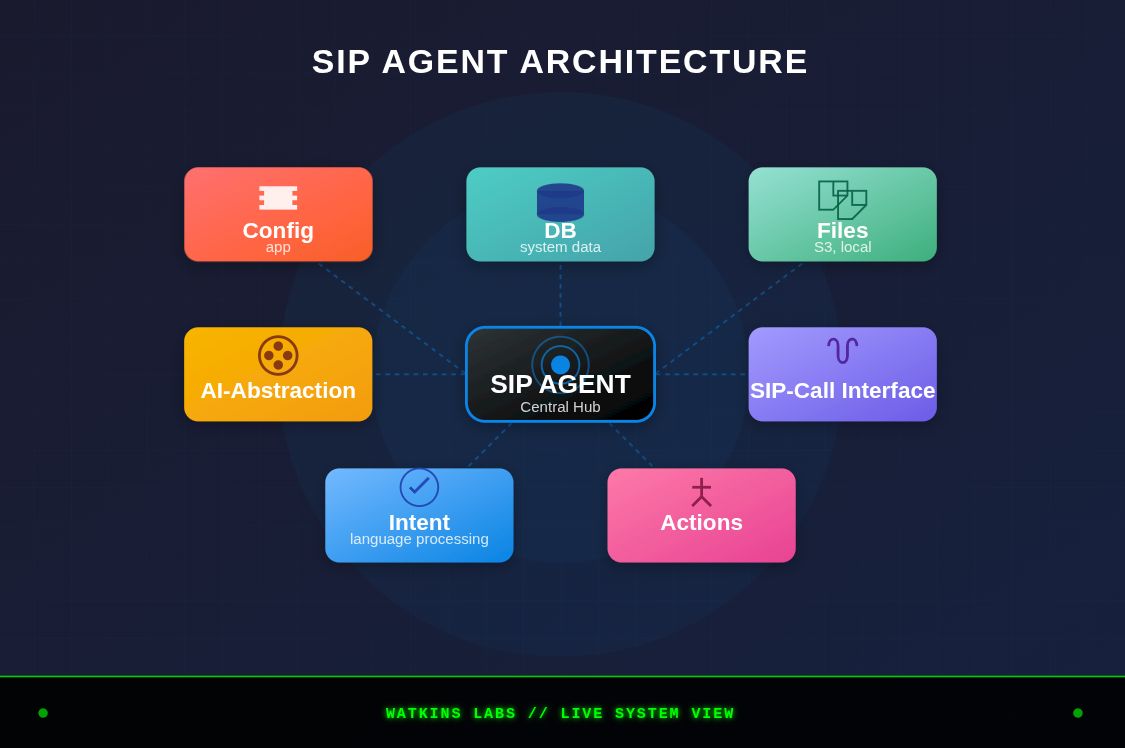 SIP AGENT ARCHITECTURE
Config
app
DB
system data
Files
S3, local
AI-Abstraction
SIP AGENT
Central Hub
SIP-Call Interface
Intent
language processing
Actions
WATKINS LABS // LIVE SYSTEM VIEW